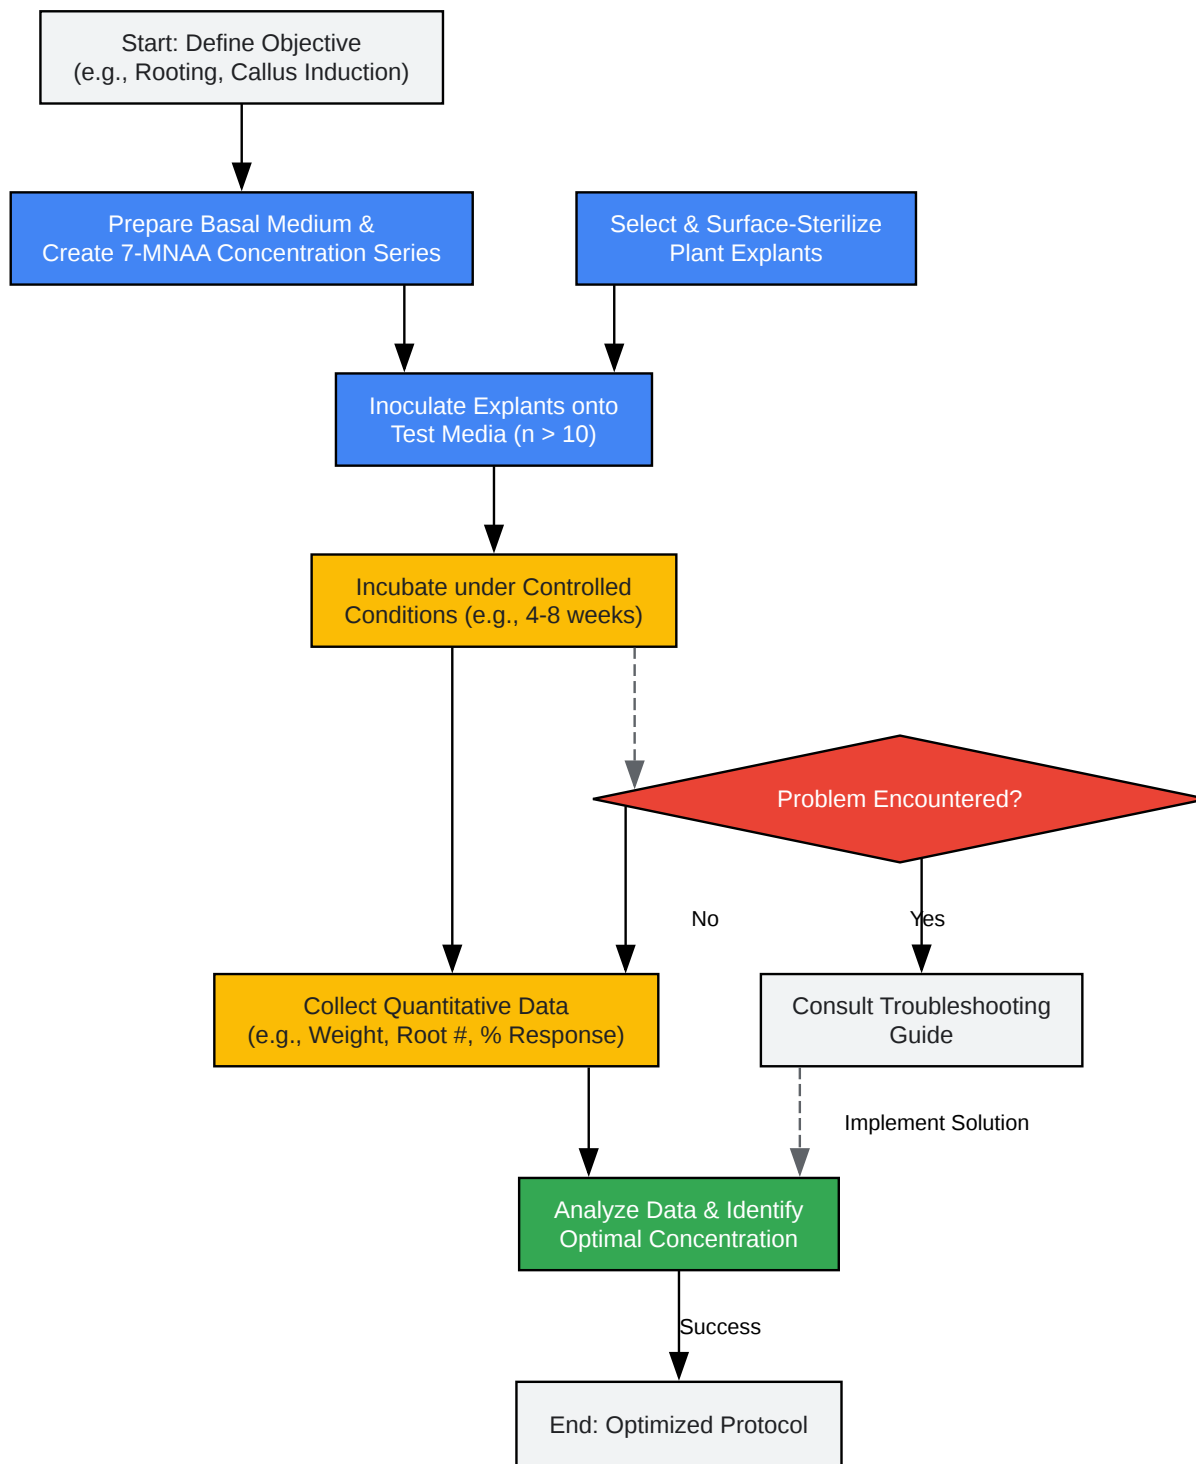 Start: Define Objective
(e.g., Rooting, Callus Induction)
Prepare Basal Medium &
Create 7-MNAA Concentration Series
Select & Surface-Sterilize
Plant Explants
Inoculate Explants onto
Test Media (n > 10)
Incubate under Controlled
Conditions (e.g., 4-8 weeks)
Problem Encountered?
No
Yes
Collect Quantitative Data
(e.g., Weight, Root #, % Response)
Consult Troubleshooting
Guide
Implement Solution
Analyze Data & Identify
Optimal Concentration
Success
End: Optimized Protocol